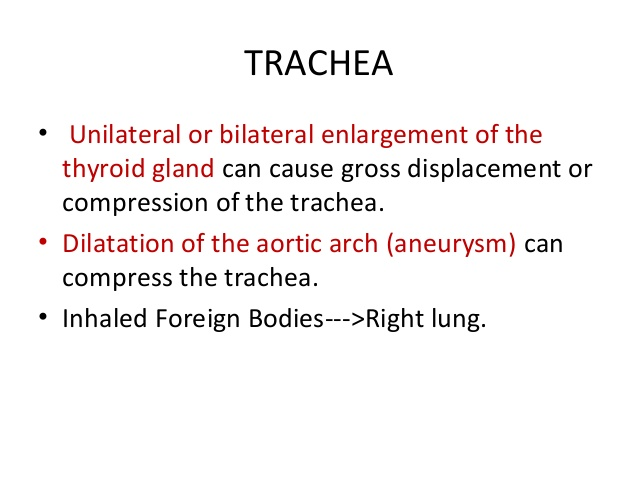 TRACHEA
• Unilateral or bilateral enlargement of the
thyroid gland can cause gross displacement or
compression of the trachea.
• Dilatation of the aortic arch (aneurysm) can
compress the trachea.
• Inhaled Foreign Bodies--->Right lung.